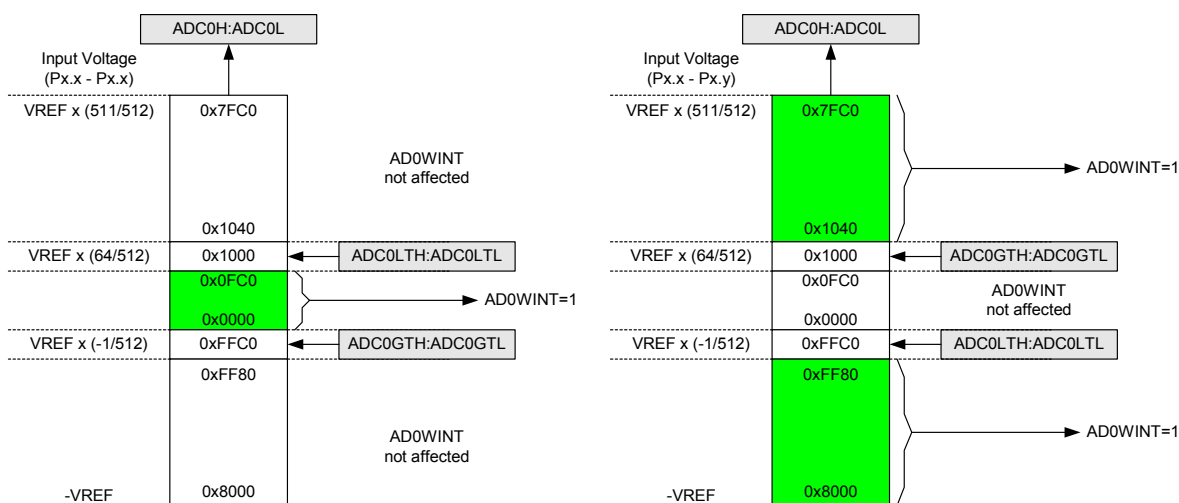 ADC0H:ADC0L
Input Voltage
(Px.x - Px.x)
VREF x (511/512)
0x7FC0
AD0WINT
not affected
0x1040
VREF x (64/512)
0x1000
ADC0LTH:ADC0LTL
0x0FC0
AD0WINT=1
0x0000
VREF x (-1/512)
0xFFC0
ADC0GTH:ADC0GTL
0xFF80
AD0WINT
not affected
-VREF
0x8000
ADC0H:ADC0L
Input Voltage
(Px.x - Px.y)
VREF x (511/512)
0x7FC0
AD0WINT=1
0x1040
VREF x (64/512)
0x1000
ADC0GTH:ADC0GTL
0x0FC0
AD0WINT
not affected
0x0000
VREF x (-1/512)
0xFFC0
ADC0LTH:ADC0LTL
0xFF80
AD0WINT=1
-VREF
0x8000